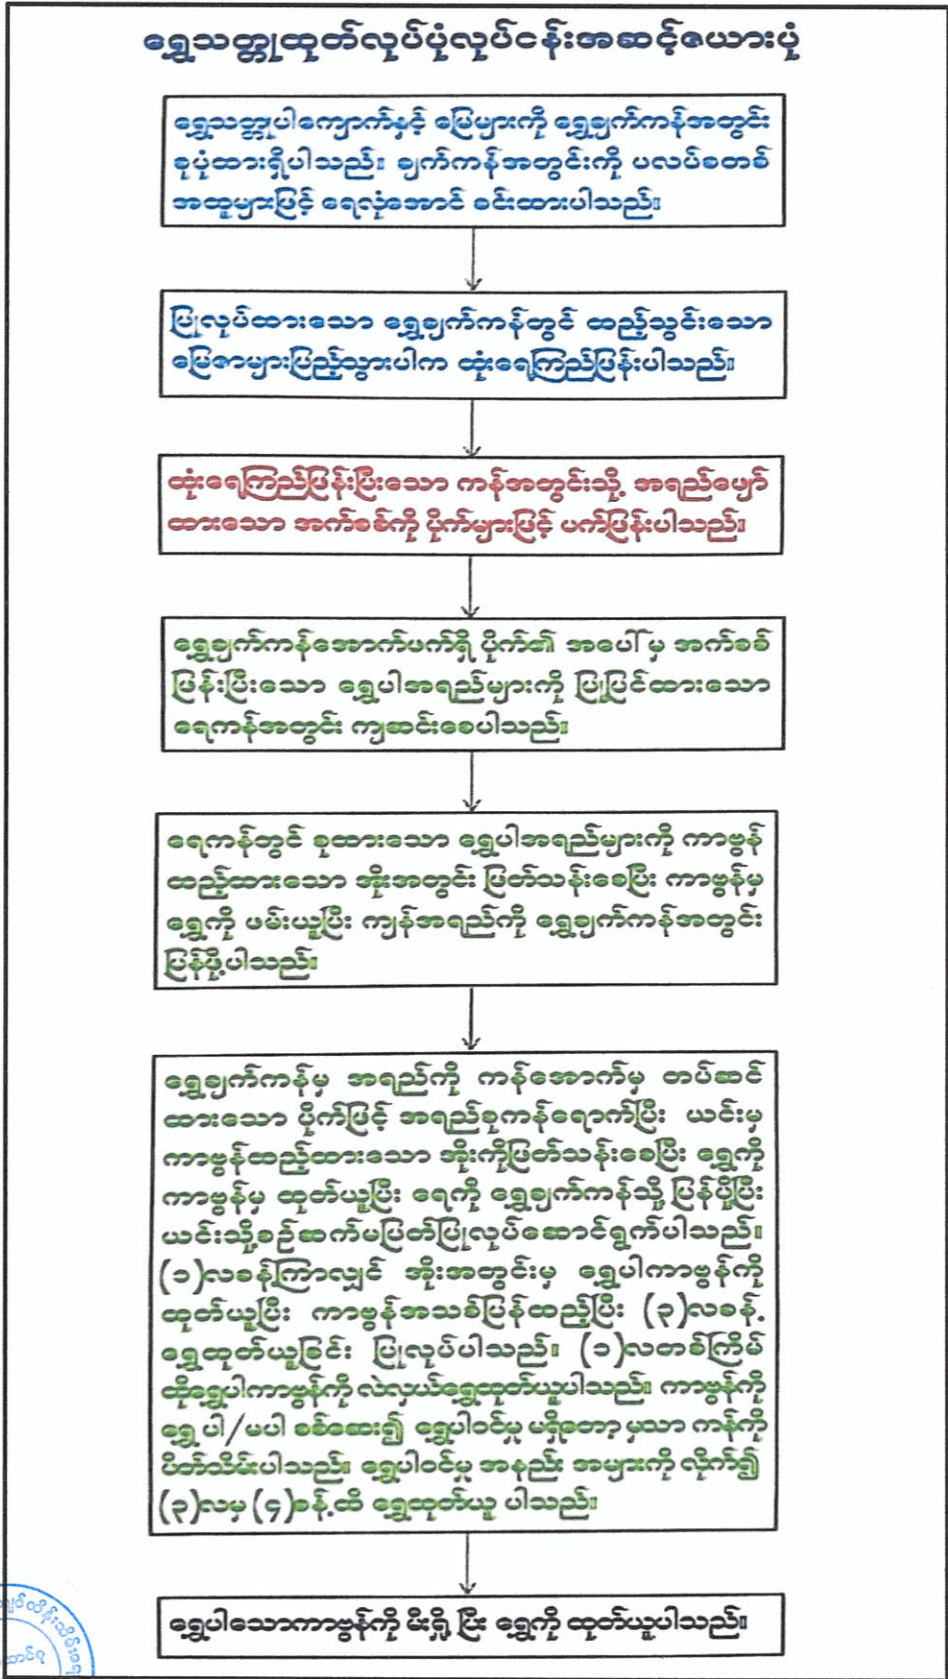 ရွှေသတ္တုထုတ်လုပ်ပုံလုပ်ငန်းအဆင့်ဇယားပုံ
ရွှေသတ္တုပါကျောက်နှင့် မြေများကို ရွှေချက်ကန်အတွင်း
စုပုံထားရှိပါသည်။ ချက်ကန်အတွင်းကို ပလပ်စတစ်
အထူများဖြင့် ရေလုံအောင် ခင်းထားပါသည်။
ပြုလုပ်ထားသော ရွှေချက်ကန်တွင် ထည့်သွင်းသော
မြေဇာများပြည့်သွားပါက ထုံးရေကြည်ဖြန်းပါသည်။
ထုံးရေကြည်ဖြန်းပြီးသော ကန်အတွင်းသို့ အရည်ဖျော်
ထားသော အက်စစ်ကို ပိုက်များဖြင့် ပက်ဖြန်းပါသည်။
ရွှေချက်ကန်အောက်ဖက်ရှိ ပိုက်၏ အပေါ်မှ အက်စစ်
ဖြန်းပြီးသော ရွှေပါအရည်များကို ပြုပြင်ထားသော
ရေကန်အတွင်း ကျဆင်းစေပါသည်။
ရေကန်တွင် စုထားသော ရွှေပါအရည်များကို ကာဗွန်
ထည့်ထားသော အိုးအတွင်း ဖြတ်သန်းစေပြီး ကာဗွန်မှ
ရွှေကို ဖမ်းယူပြီး ကျန်အရည်ကို ရွှေချက်ကန်အတွင်း
ပြန်ပို့ပါသည်။
ရွှေချက်ကန်မှ အရည်ကို ကန်အောက်မှ တပ်ဆင်
ထားသော ပိုက်ဖြင့် အရည်စုကန်ရောက်ပြီး ယင်းမှ
ကာဗွန်ထည့်ထားသော အိုးကိုဖြတ်သန်းစေပြီး ရွှေကို
ကာဗွန်မှ ထုတ်ယူပြီး ရေကို ရွှေချက်ကန်သို့ပြန်ပို့ပြီး
ယင်းသို့စဉ်ဆက်မပြတ်ပြုလုပ်ဆောင်ရွက်ပါသည်။
(၁)လခန့်ကြာလျှင် အိုးအတွင်းမှ ရွှေပါကာဗွန်ကို
ထုတ်ယူပြီး ကာဗွန်အသစ်ပြန်ထည့်ပြီး (၃)လခန့်
ရွှေထုတ်ယူခြင်း ပြုလုပ်ပါသည်။ (၁)လတစ်ကြိမ်
ထိုရွှေပါကာဗွန်ကို လဲလှယ်ရွှေထုတ်ယူပါသည်။ ကာဗွန်ကို
ရွှေ ပါ/မပါ စစ်ဆေး၍ ရွှေပါဝင်မှု မရှိတော့ မှသာ ကန်ကို
ပိတ်သိမ်းပါသည်။ ရွှေပါဝင်မှု အနည်း အများကို လိုက်၍
(၃)လမှ (၄)ခန့်ထိ ရွှေထုတ်ယူ ပါသည်။
ရွှေပါသောကာဗွန်ကို မီးရှို့ ပြီး ရွှေကို ထုတ်ယူပါသည်။